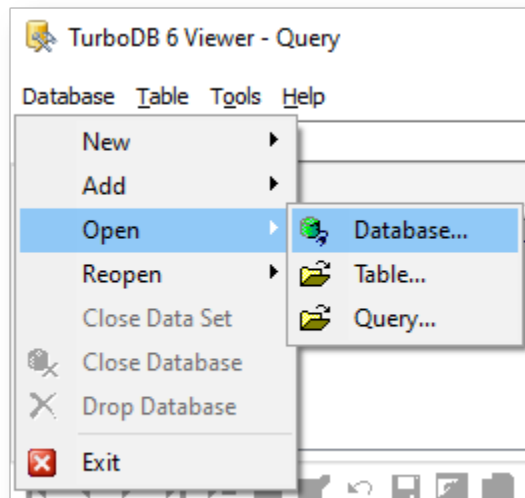 TurboDB 6 Viewer - Query
Database Table Tools Help
New
Add
Open
Database...
Reopen
Table...
Close Data Set
Query...
Close Database
Drop Database
Exit